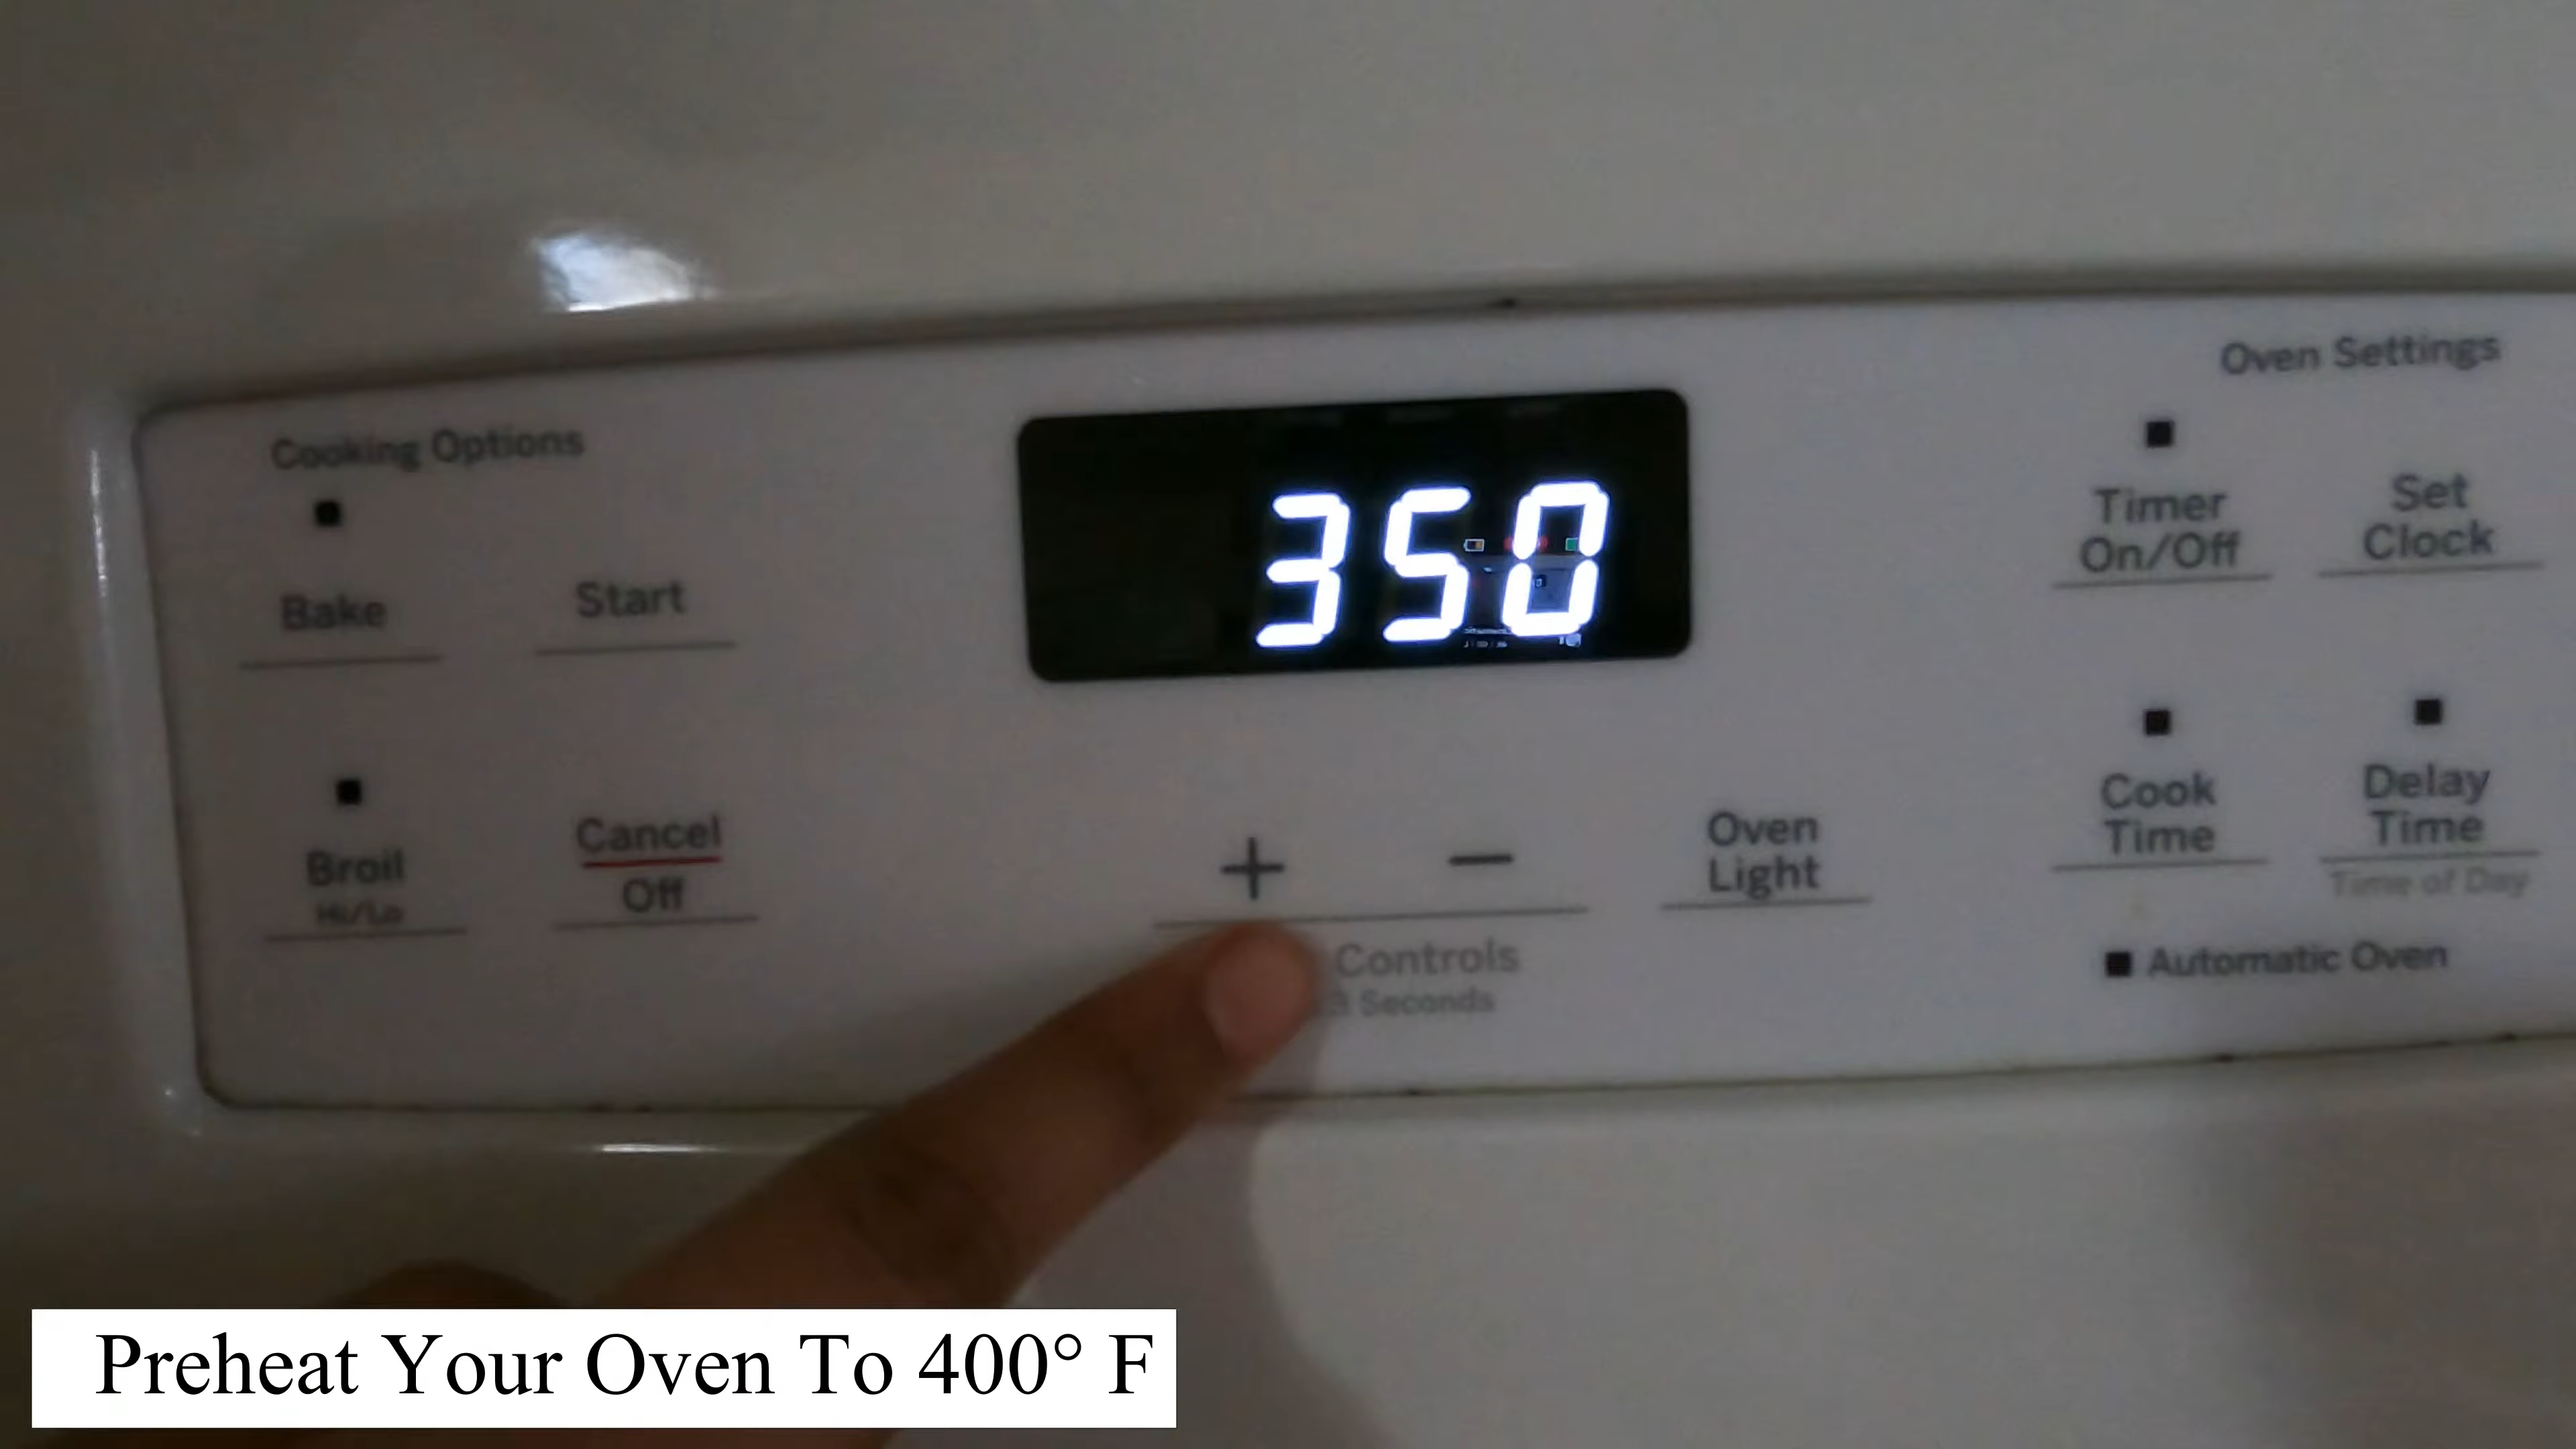 Oven Settings
Cooking Options
350
Timer
On/Off
Set
Clock
Bake
Start
Cook
Time
Delay
Time
Time of Day
Oven
Light
+
−
Cancel
Off
Broil
Hi/Lo
Controls
3 Seconds
Automatic Oven
Preheat Your Oven To 400° F